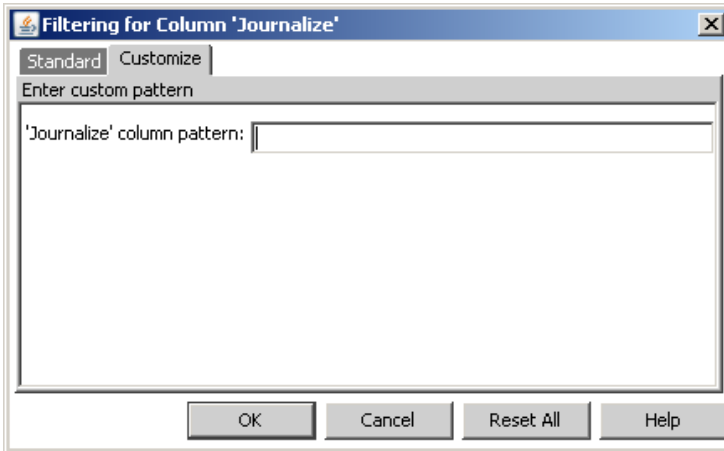 Filtering for Column 'Journalize'
Standard Customize
Enter custom pattern
'Journalize' column pattern:
OK Cancel Reset All Help